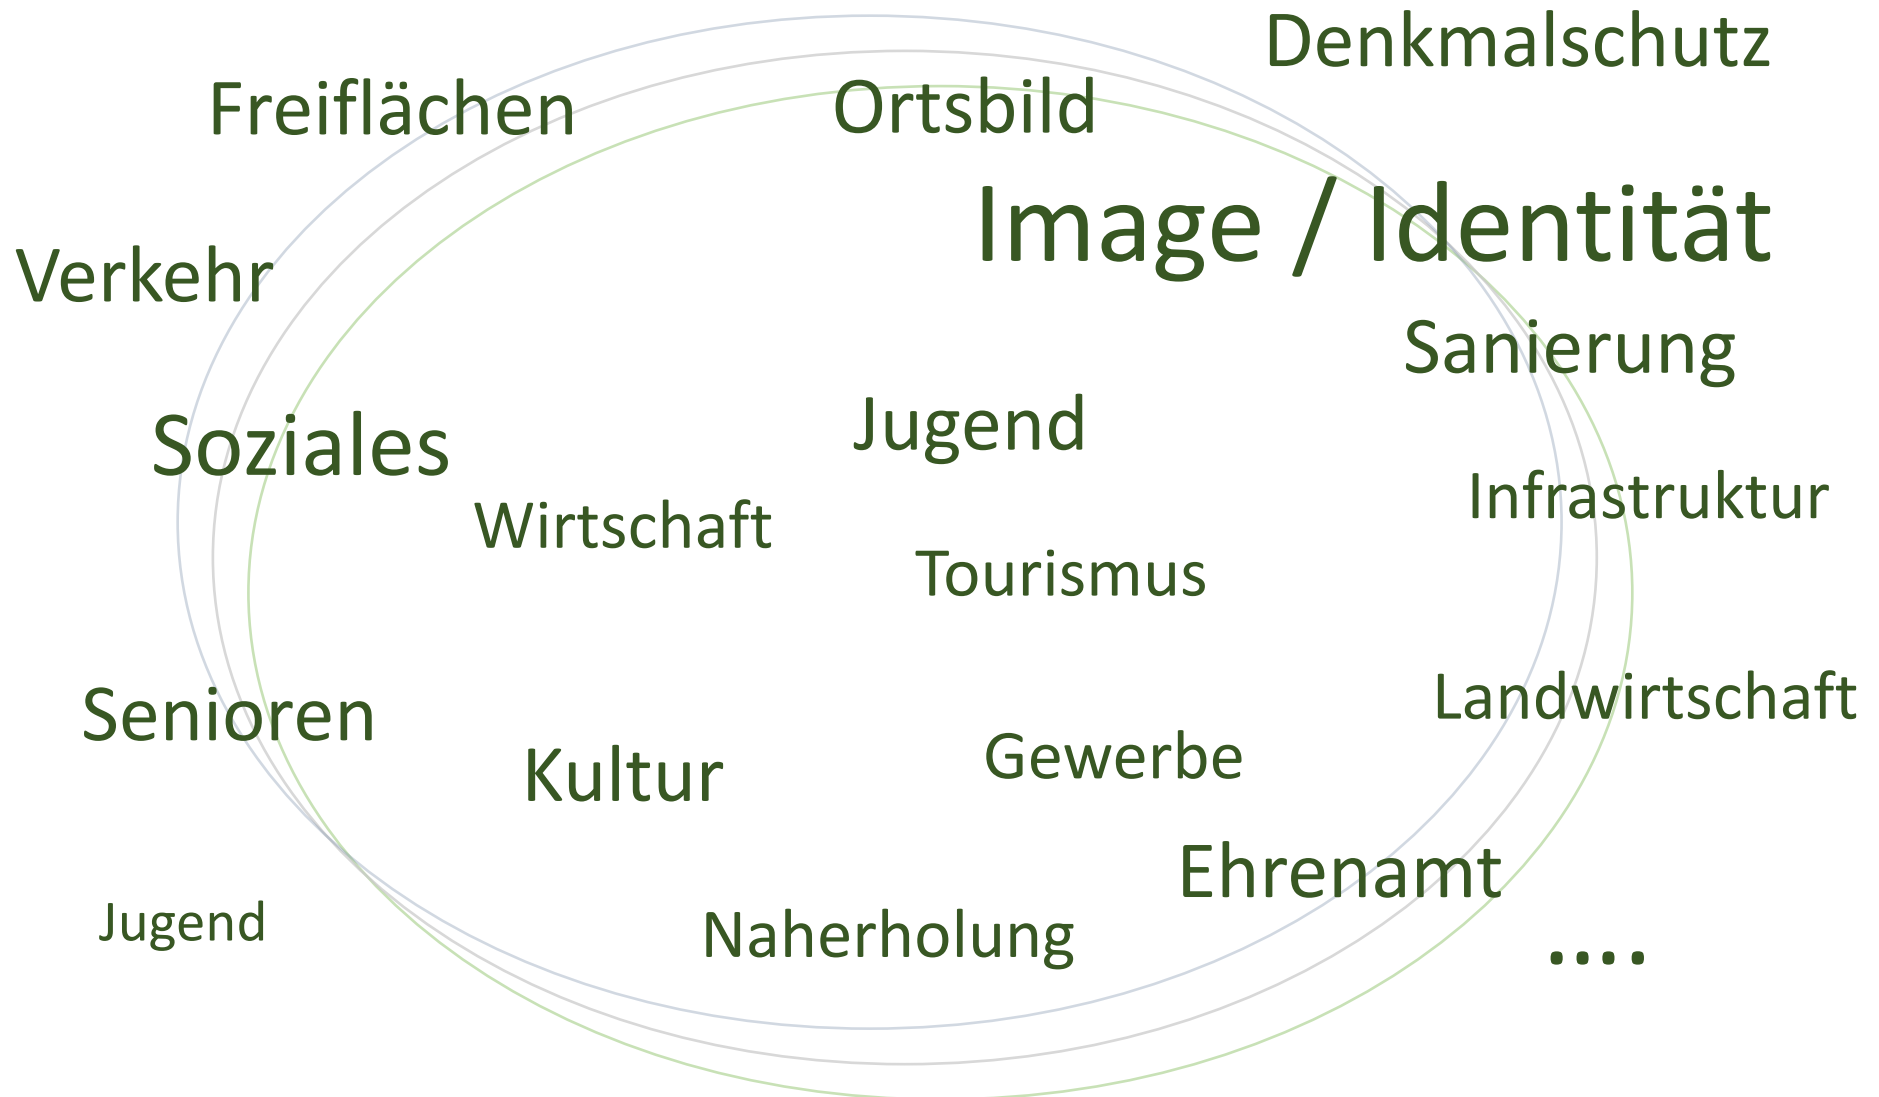 Denkmalschutz
Freiflächen
Ortsbild
Image / Identität
Verkehr
Sanierung
Soziales
Jugend
Wirtschaft
Infrastruktur
Tourismus
Senioren
Landwirtschaft
Kultur
Gewerbe
Ehrenamt
Jugend
Naherholung
....